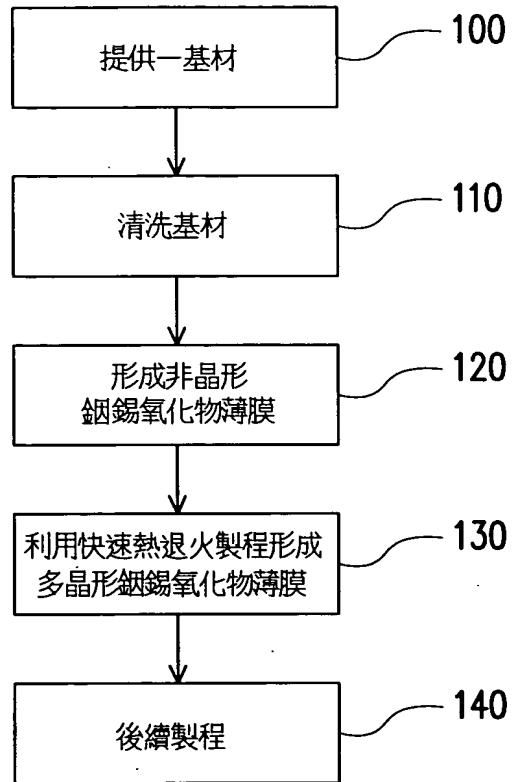 提供一基材
100
清洗基材
110
形成非晶形
銦錫氧化物薄膜
120
利用快速熱退火製程形成
多晶形銦錫氧化物薄膜
130
後續製程
140